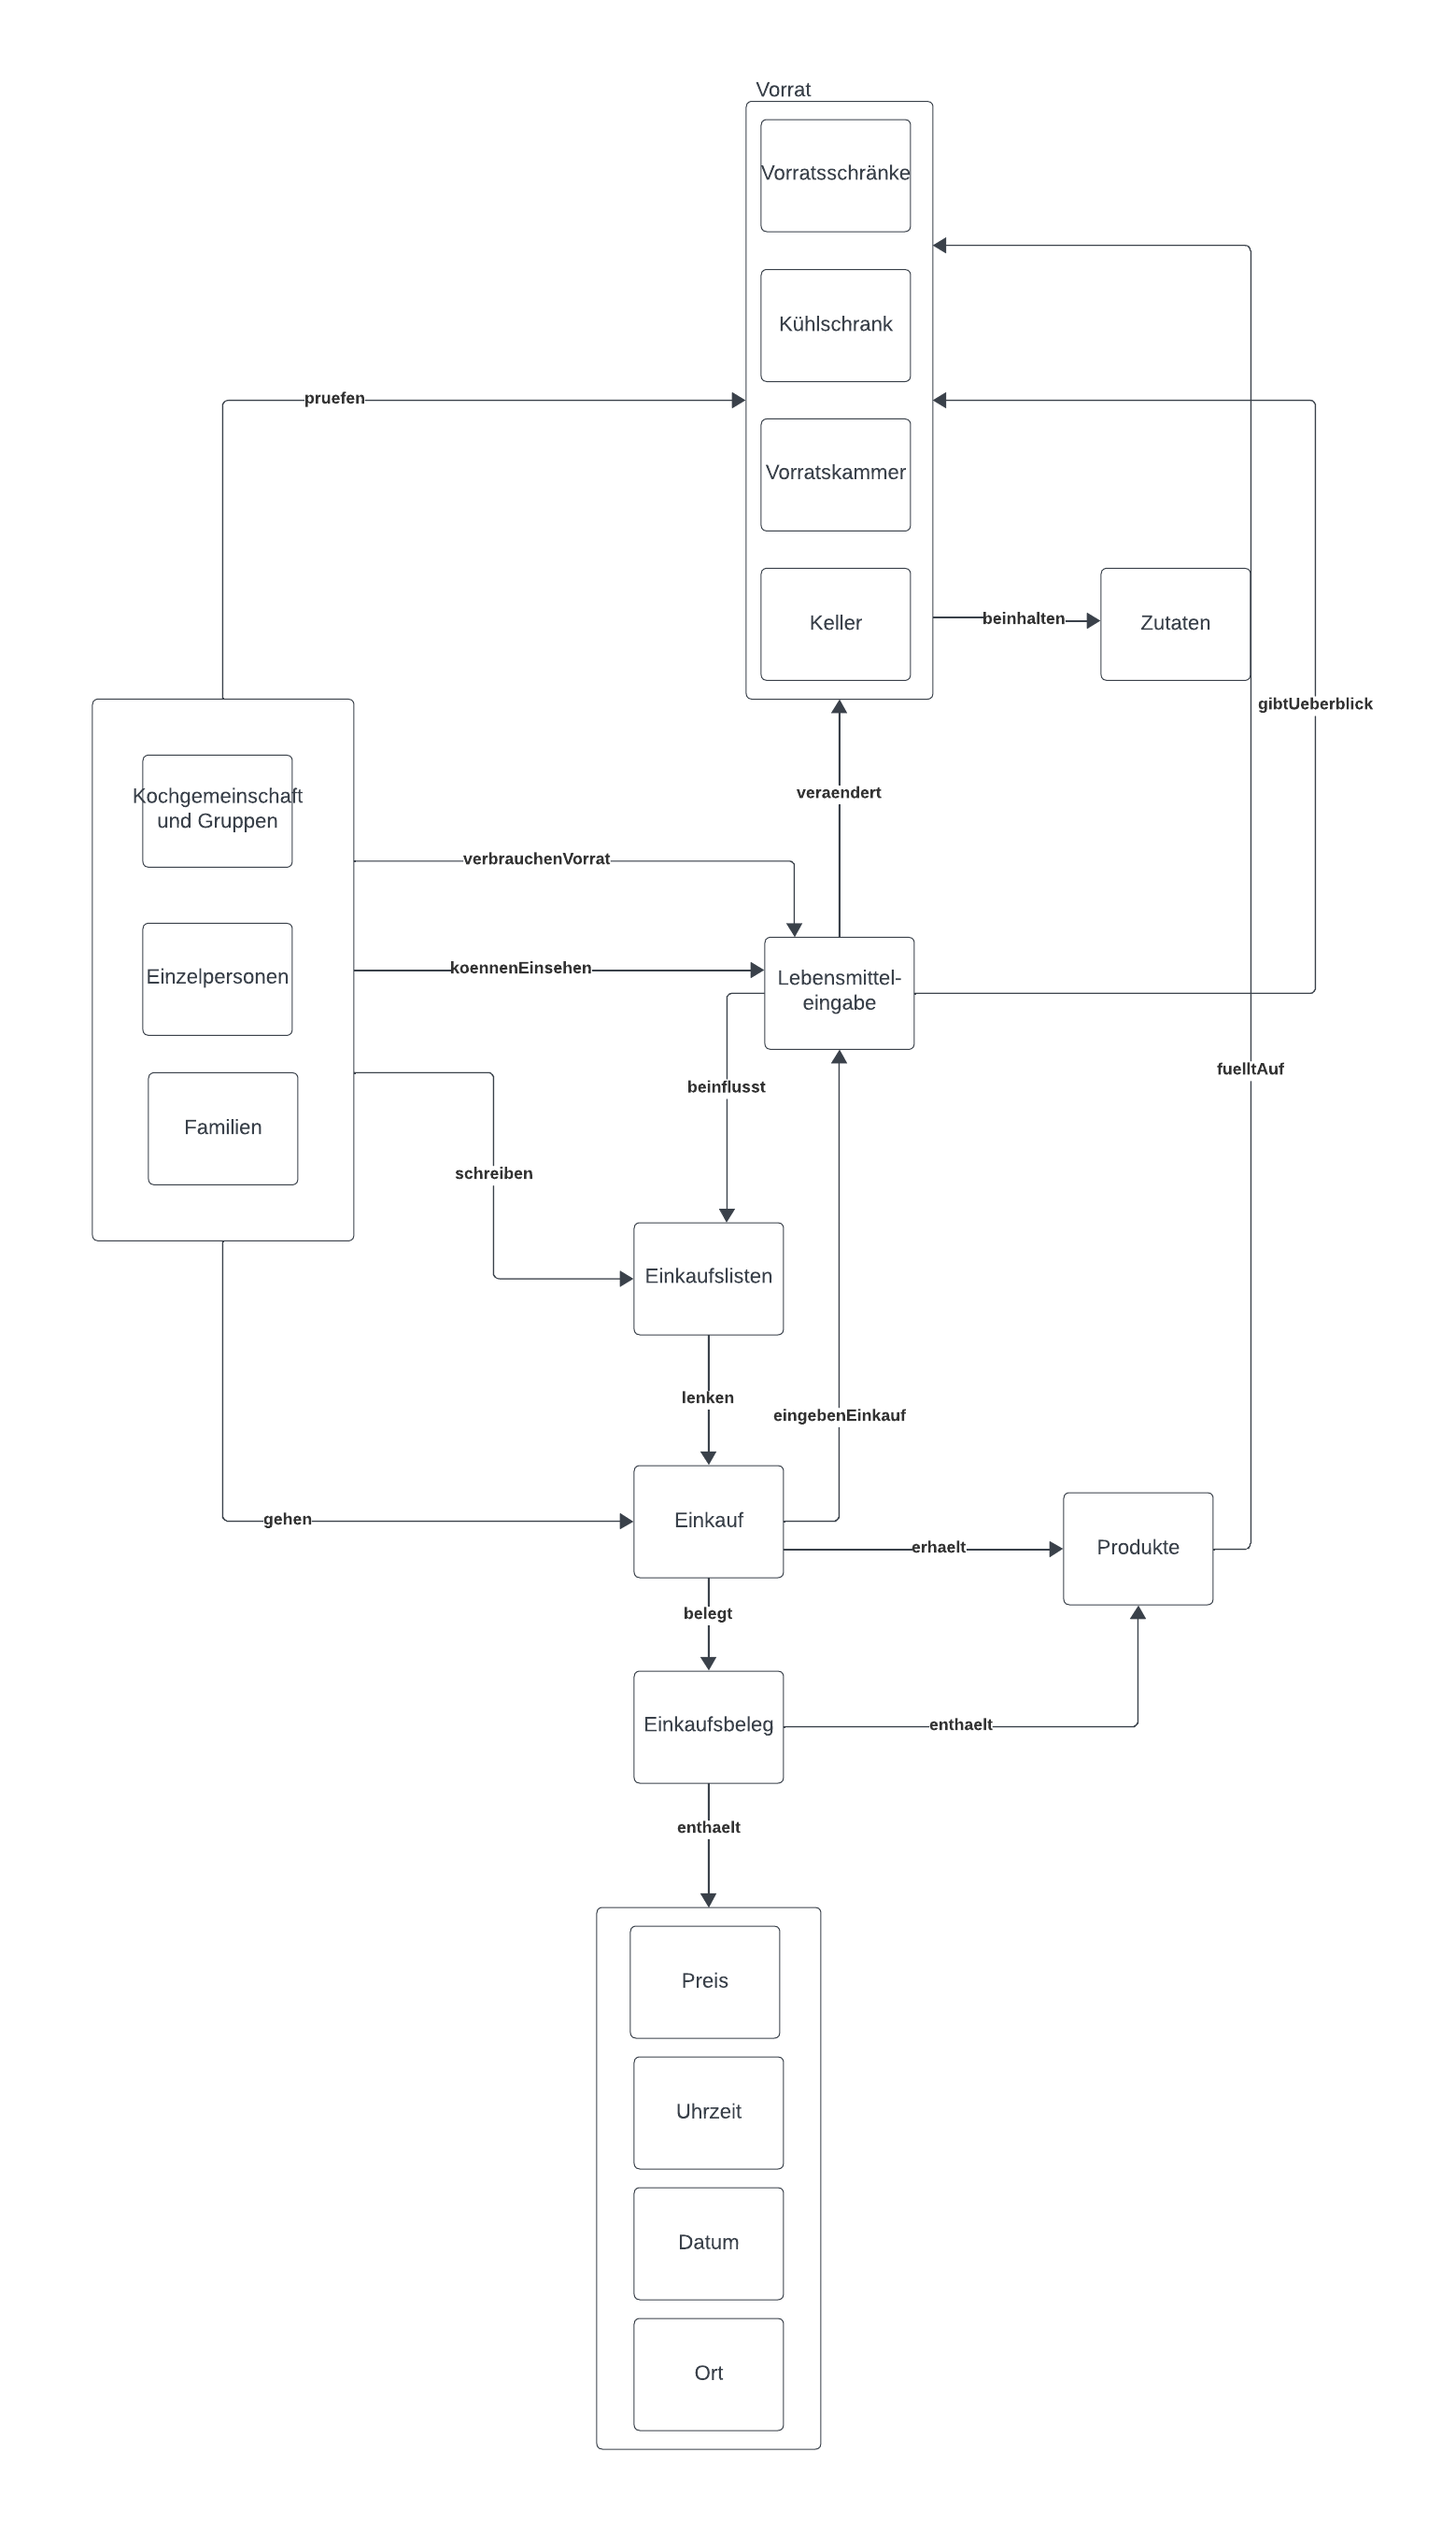 Vorrat
Vorratsschränke
Kühlschrank
pruefen
Vorratskammer
Keller
beinhalten
Zutaten
gibtUeberblick
Kochgemeinschaft
und Gruppen
veraendert
verbrauchenVorrat
Einzelpersonen
koennenEinsehen
Lebensmittel-
eingabe
fuelltAuf
beinflusst
Familien
schreiben
Einkaufslisten
lenken
eingebenEinkauf
gehen
Einkauf
erhaelt
Produkte
belegt
Einkaufsbeleg
enthaelt
enthaelt
Preis
Uhrzeit
Datum
Ort